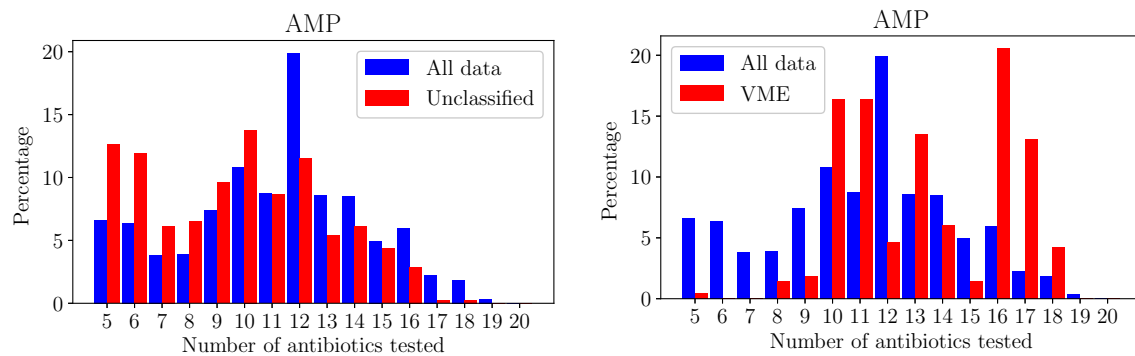 AMP
20
15
10
5
0
Percentage
All data
Unclassified
5 6 7 8 9 10 11 12 13 14 15 16 17 18 19 20
Number of antibiotics tested
AMP
20
15
10
5
0
Percentage
All data
VME
5 6 7 8 9 10 11 12 13 14 15 16 17 18 19 20
Number of antibiotics tested